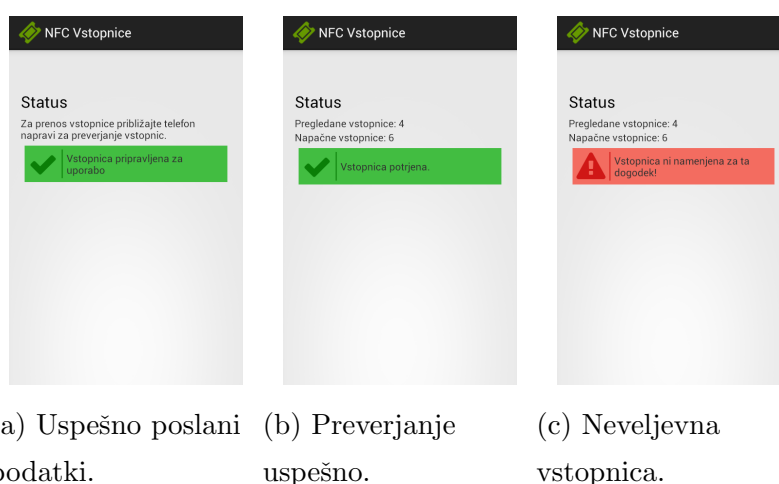 NFC Vstopnice
Status
Za prenos vstopnice približajte telefon
napravi za preverjanje vstopnic.
Vstopnica pripravljena za
uporabo
NFC Vstopnice
Status
Pregledane vstopnice: 4
Napačne vstopnice: 6
Vstopnica potrjena.
NFC Vstopnice
Status
Pregledane vstopnice: 4
Napačne vstopnice: 6
Vstopnica ni namenjena za ta
dogodek!
a) Uspešno poslani
podatki.
(b) Preverjanje
uspešno.
(c) Neveljevna
vstopnica.